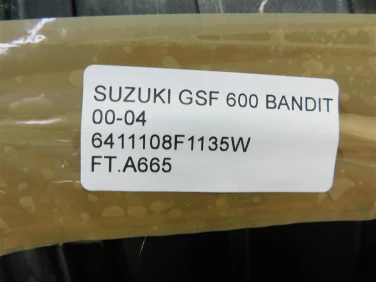 SUZUKI GSF 600 BANDIT
00-04
6411108F1135W
FT.A665